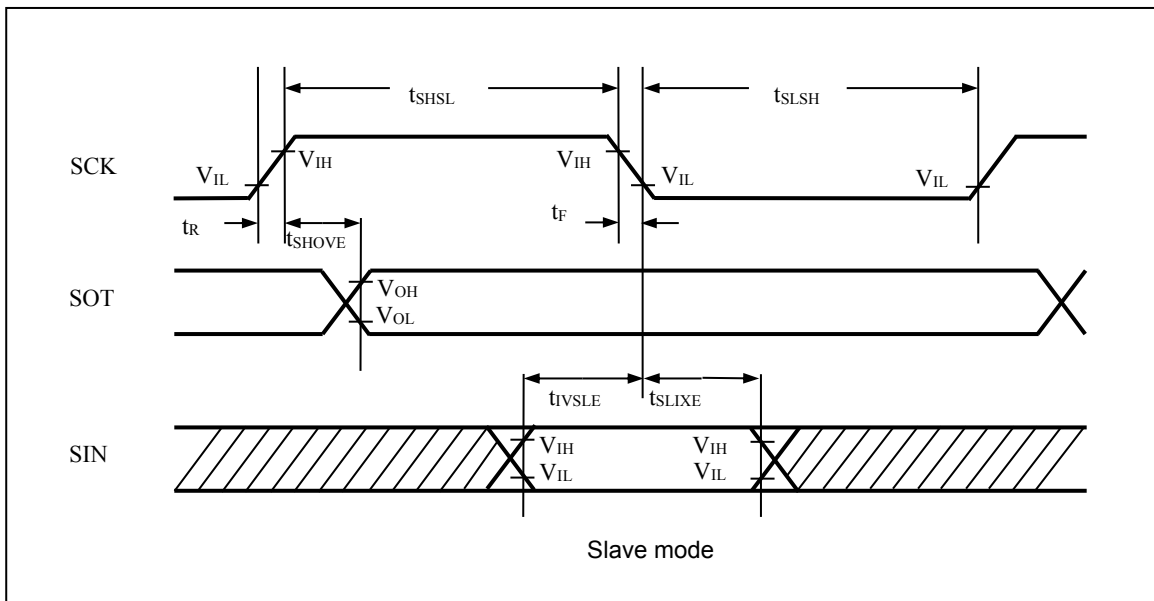 tSHSL tSLSH
SCK VIL VIH VIH VIL VIL
tR tSHOVE tF
SOT VOH
VOL
tIVSLE tSLIXE
SIN VIH VIH
VIL VIL
Slave mode